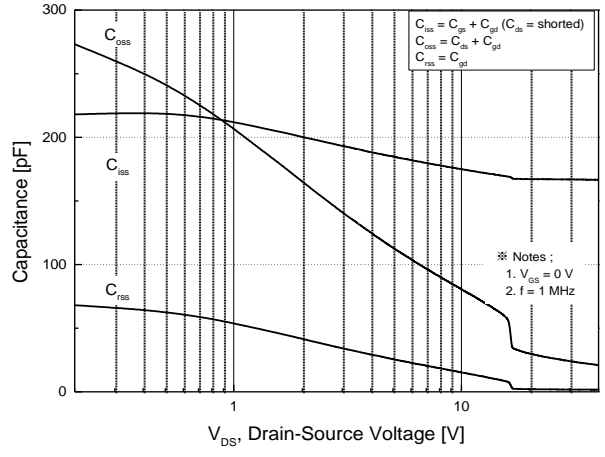 300
200
100
0
Capacitance [pF]
C_oss
C_iss
C_rss
C_iss = C_gs + C_gd (C_ds = shorted)
C_oss = C_ds + C_gd
C_rss = C_gd
※ Notes ;
1. V_GS = 0 V
2. f = 1 MHz
1 10
V_DS, Drain-Source Voltage [V]